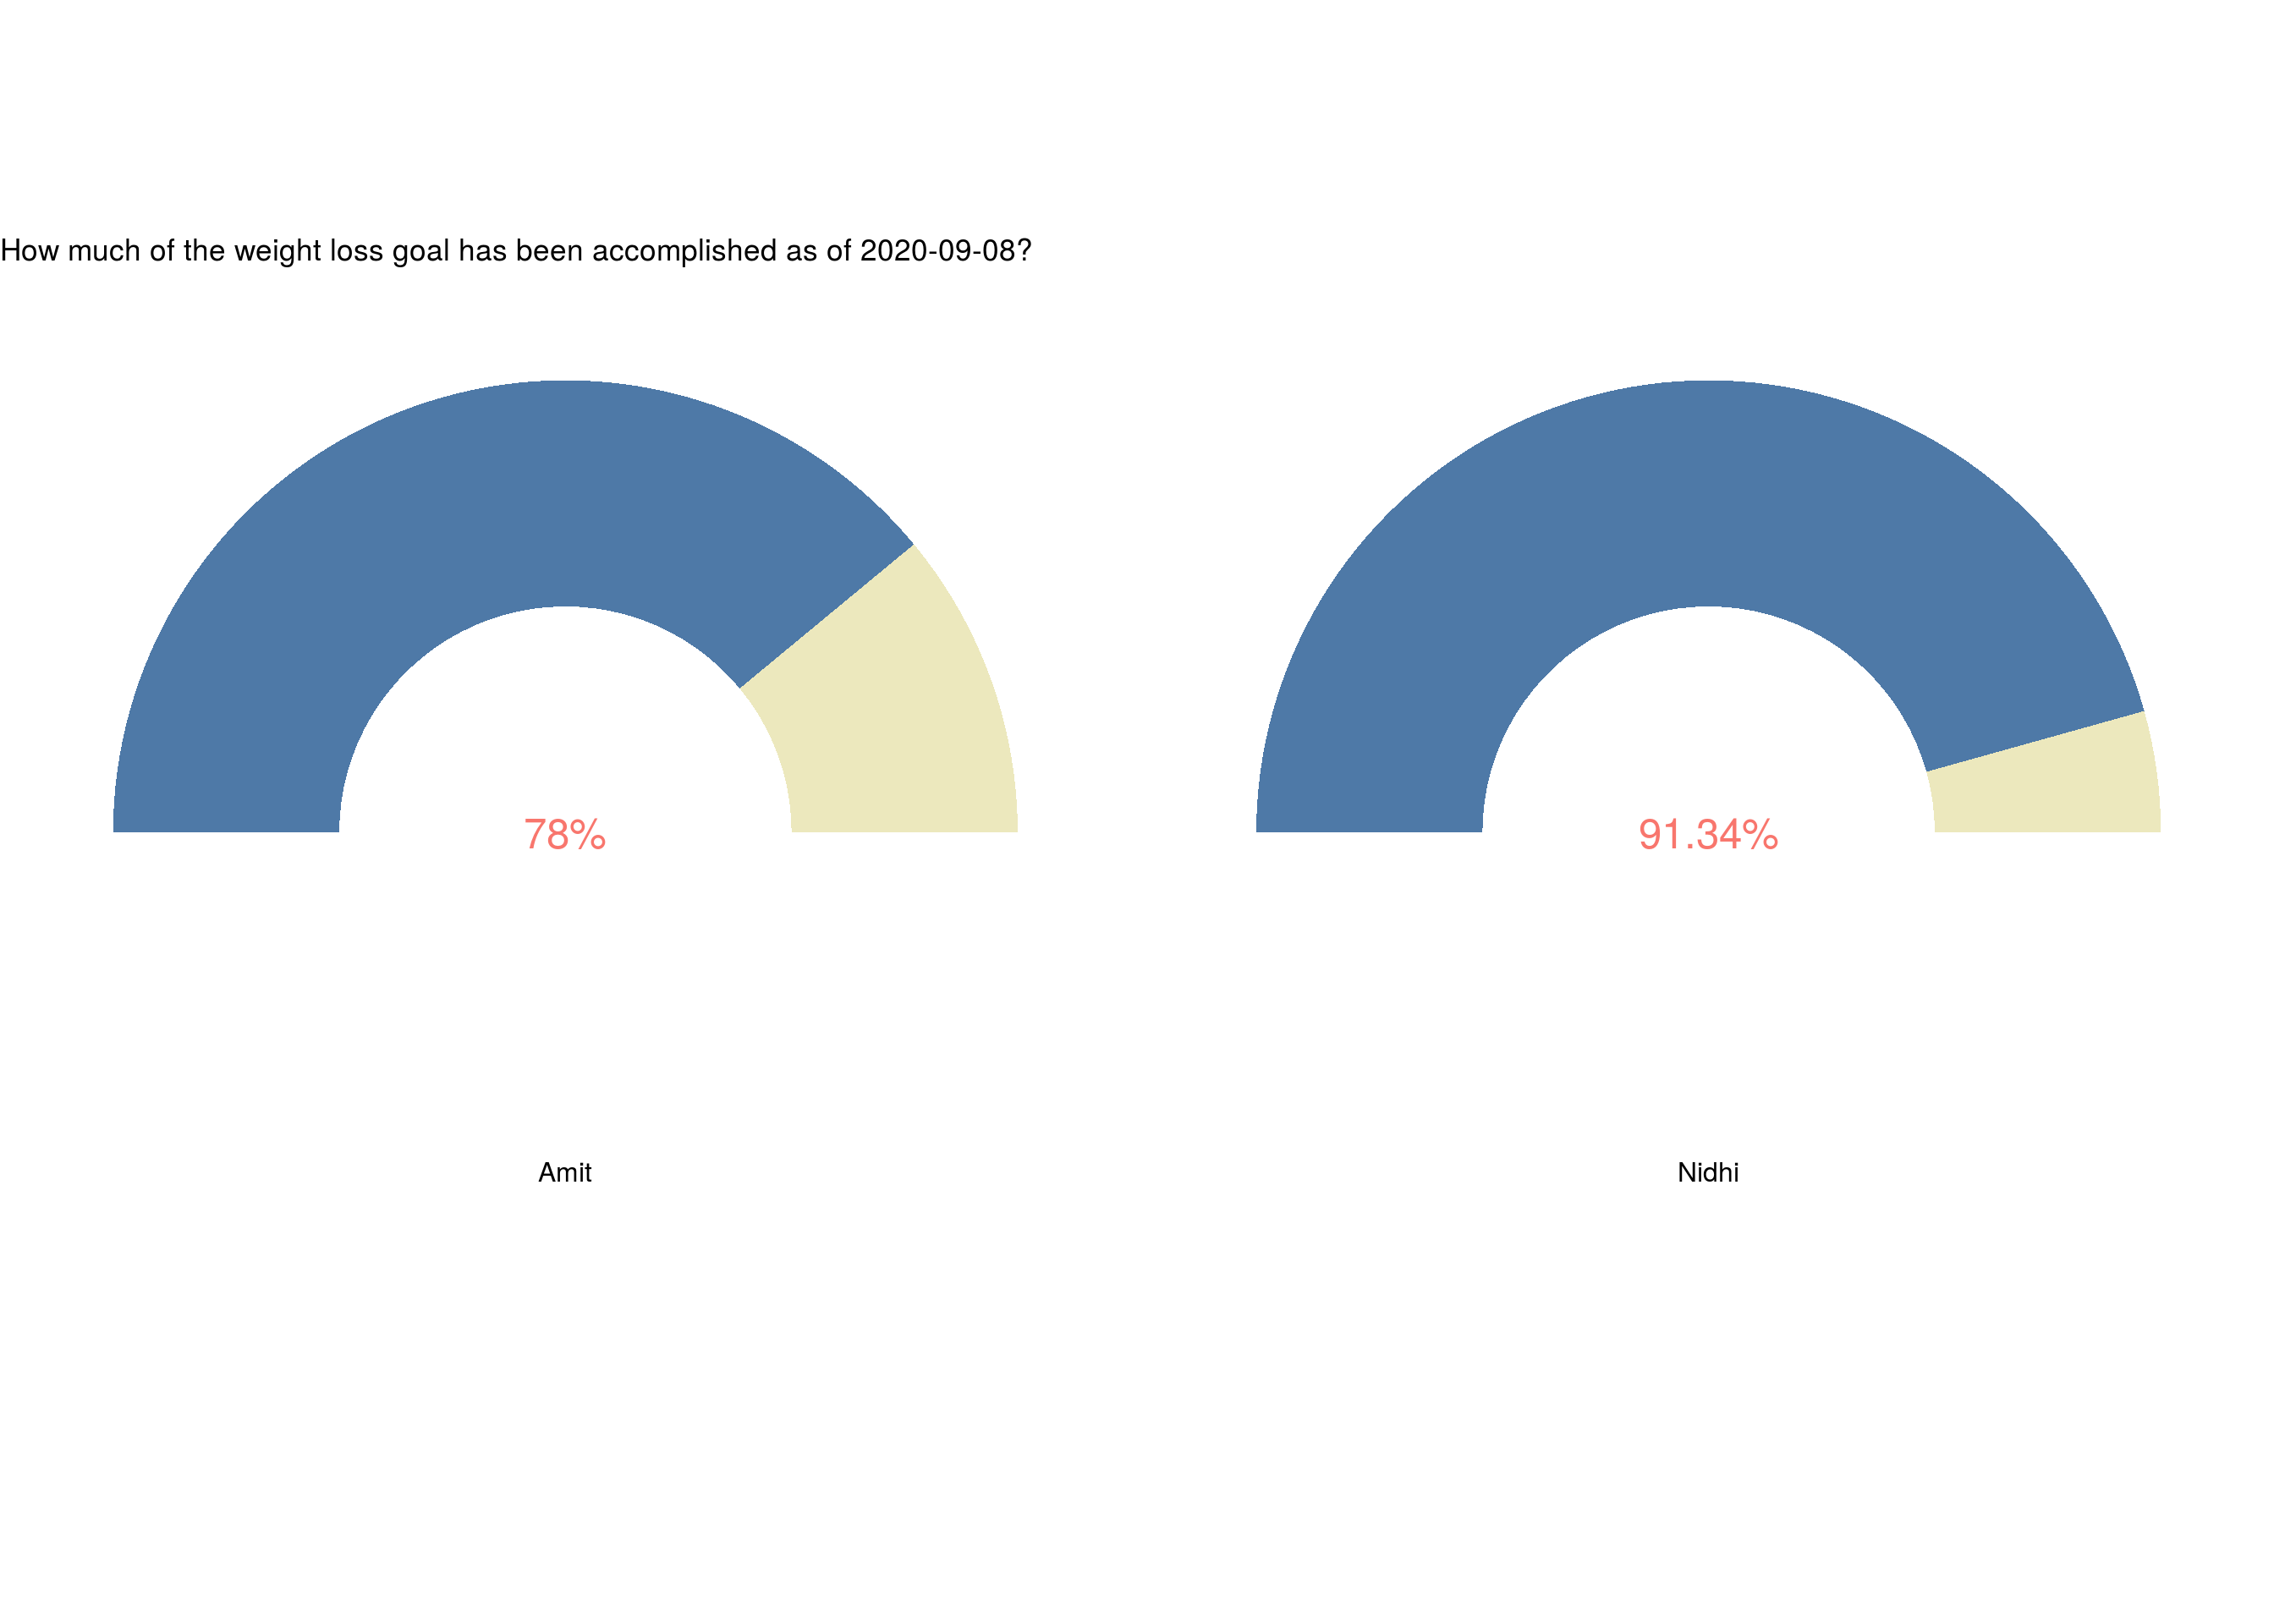 How much of the weight loss goal has been accomplished as of 2020-09-08?
78%
91.34%
Amit
Nidhi